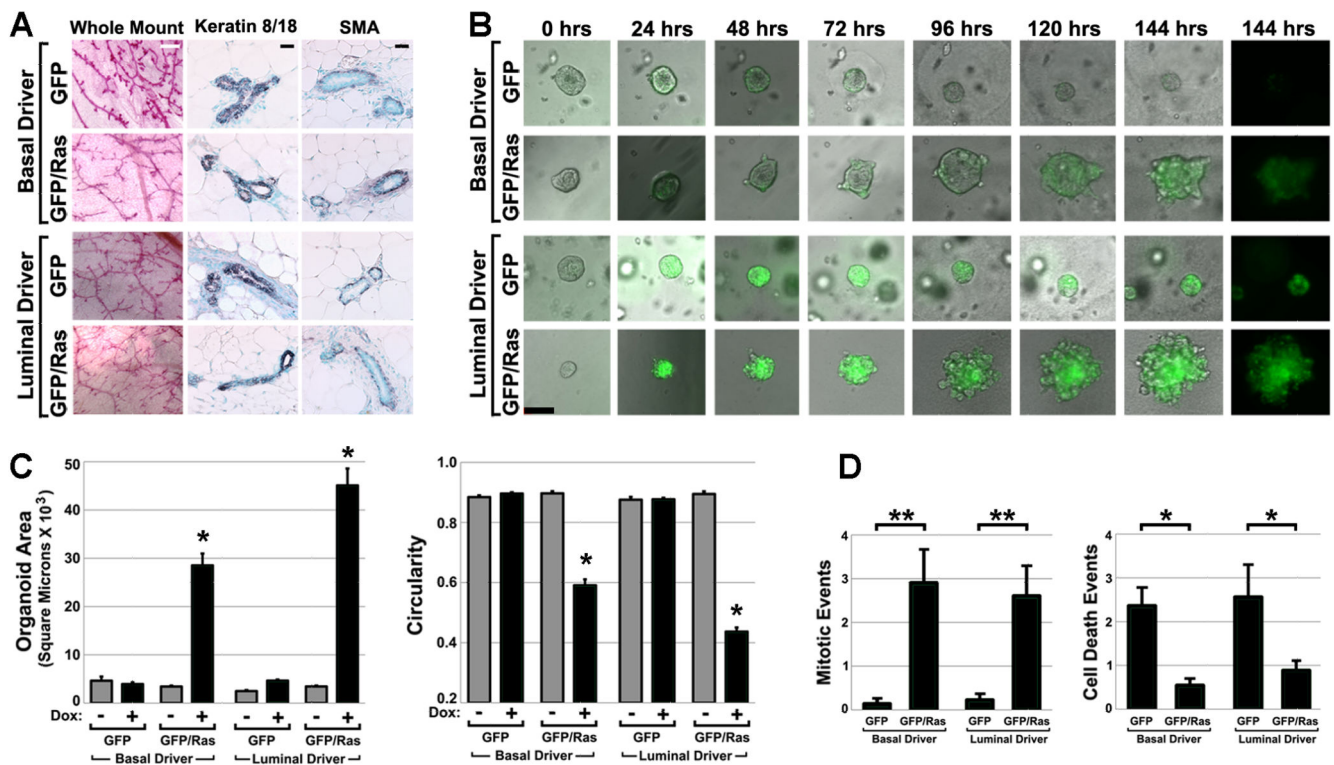 A
Whole Mount Keratin 8/18 SMA
Basal Driver
GFP
GFP/Ras
Luminal Driver
GFP
GFP/Ras
B
0 hrs 24 hrs 48 hrs 72 hrs 96 hrs 120 hrs 144 hrs 144 hrs
Basal Driver
GFP
GFP/Ras
Luminal Driver
GFP
GFP/Ras
C
Organoid Area
(Square Microns X 10³)
50
40
30
20
10
0
* *
Dox: - + - + - + - +
GFP GFP/Ras GFP GFP/Ras
Basal Driver Luminal Driver
Circularity
1.0
0.8
0.6
0.4
0.2
* *
- + - + - + - +
GFP GFP/Ras GFP GFP/Ras
Basal Driver Luminal Driver
D
Mitotic Events
4
3
2
1
0
** **
GFP GFP/Ras GFP GFP/Ras
Basal Driver Luminal Driver
Cell Death Events
4
3
2
1
0
* *
GFP GFP/Ras GFP GFP/Ras
Basal Driver Luminal Driver